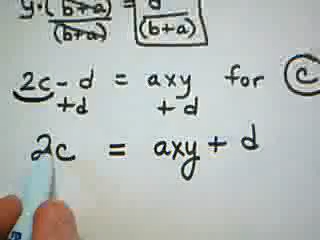 y·(b+a) =
(b+a) (b+a)
2c - d = axy for c
+d +d
2c = axy + d